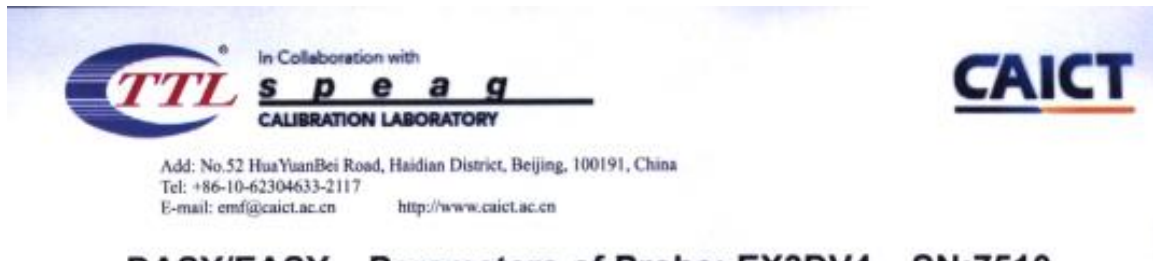 TTL®
In Collaboration with
s p e a g
CALIBRATION LABORATORY
CAICT
Add: No.52 HuaYuanBei Road, Haidian District, Beijing, 100191, China
Tel: +86-10-62304633-2117
E-mail: emf@caict.ac.cn http://www.caict.ac.cn
DASY/EASY – Parameters of Probe: EX3DV4 – SN:7510